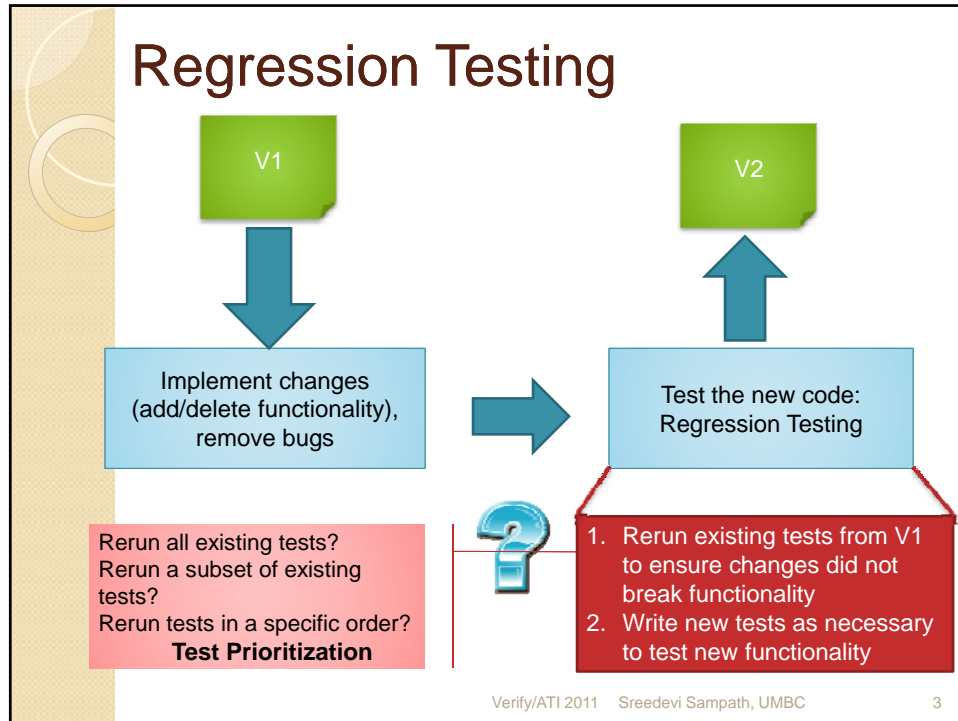 Regression Testing
V1
V2
Implement changes
(add/delete functionality),
remove bugs
Test the new code:
Regression Testing
Rerun all existing tests?
Rerun a subset of existing
tests?
Rerun tests in a specific order?
Test Prioritization
?
1. Rerun existing tests from V1
to ensure changes did not
break functionality
2. Write new tests as necessary
to test new functionality
Verify/ATI 2011 Sreedevi Sampath, UMBC 3